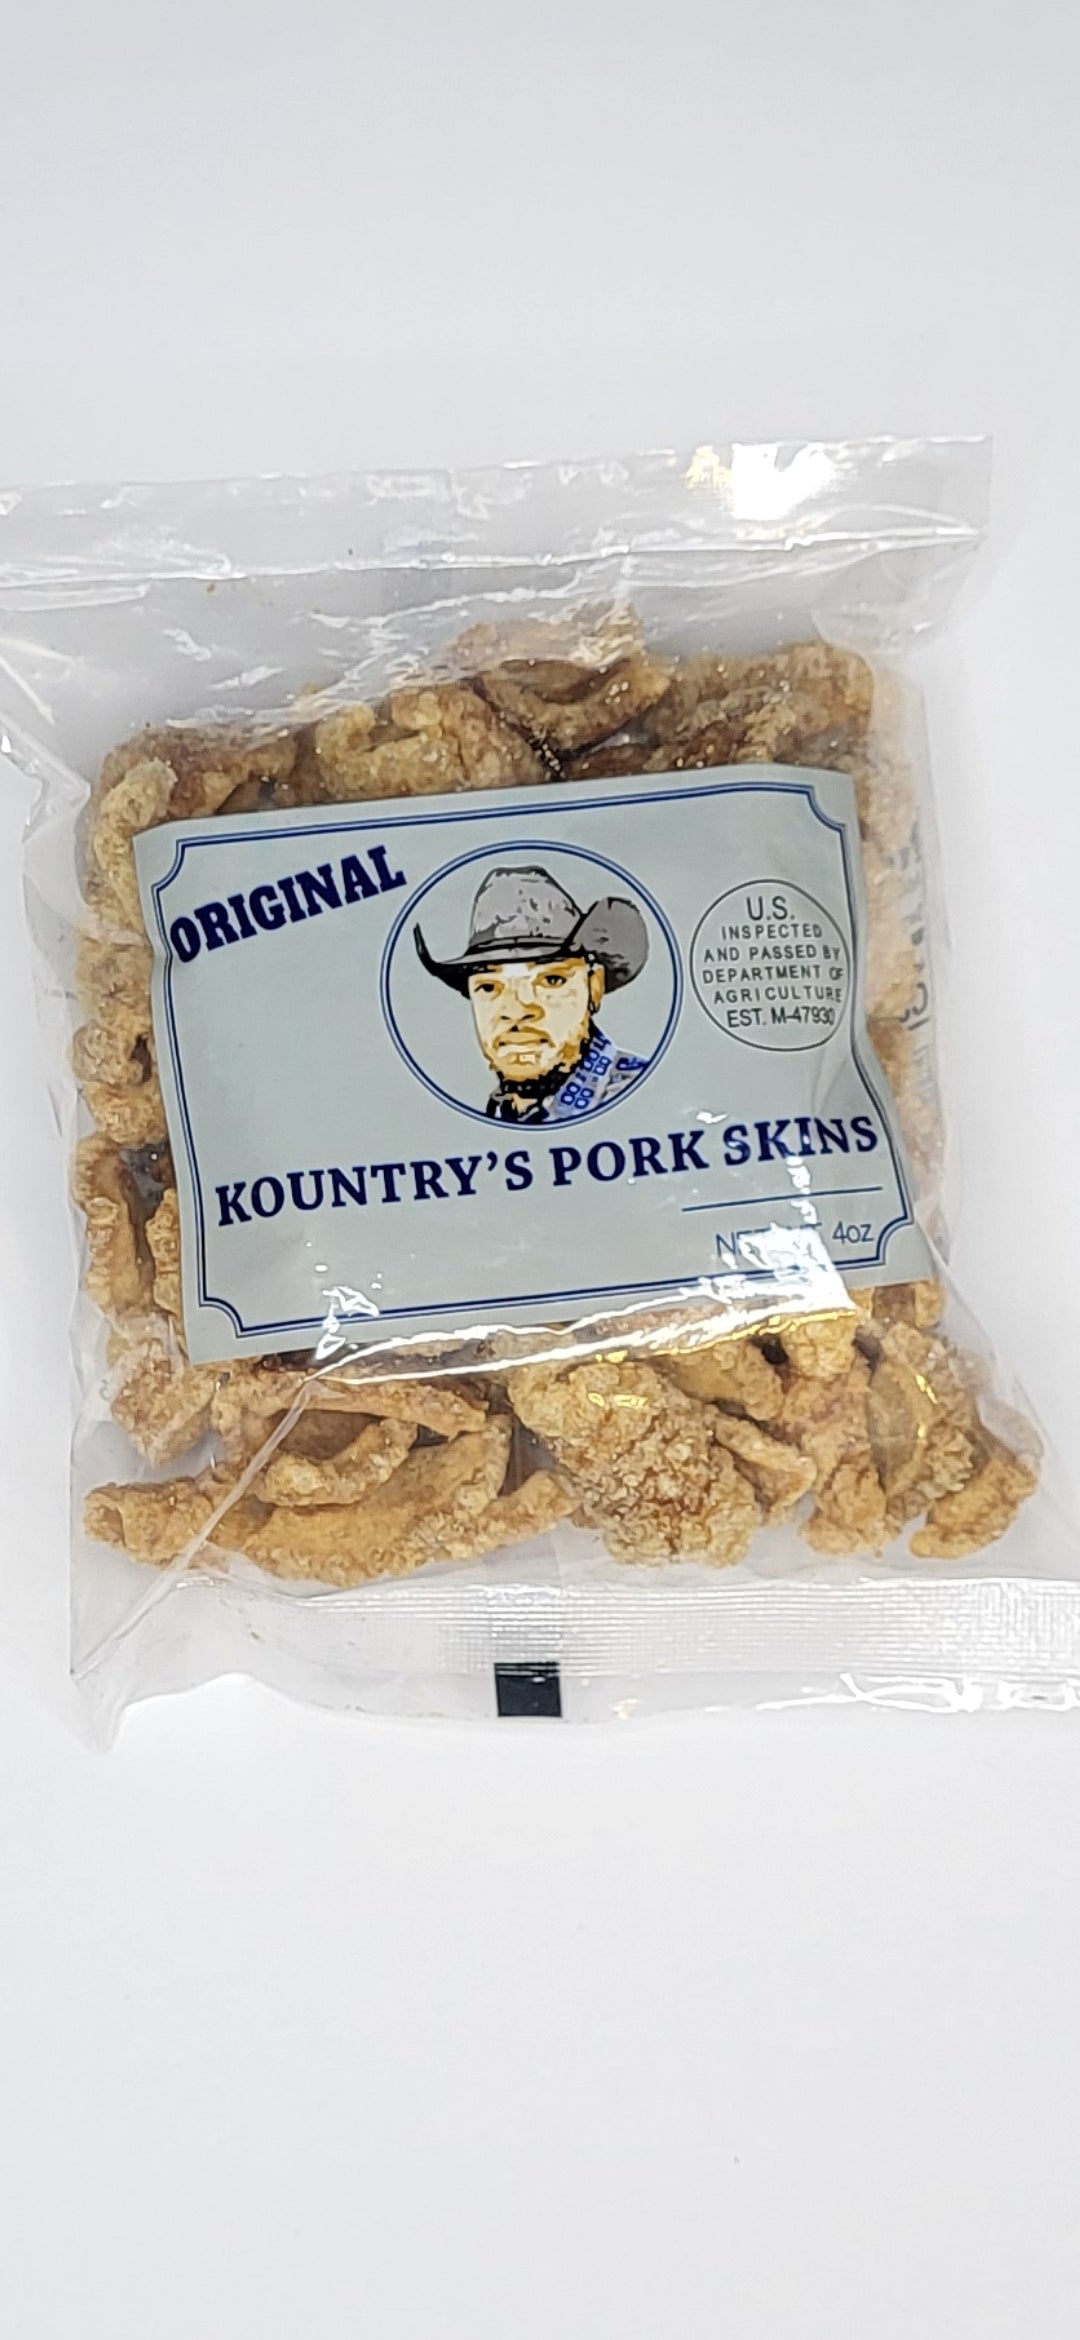 ORIGINAL
U.S.
INSPECTED
AND PASSED BY
DEPARTMENT OF
AGRICULTURE
EST. M-47930
KOUNTRY'S PORK SKINS
4OZ